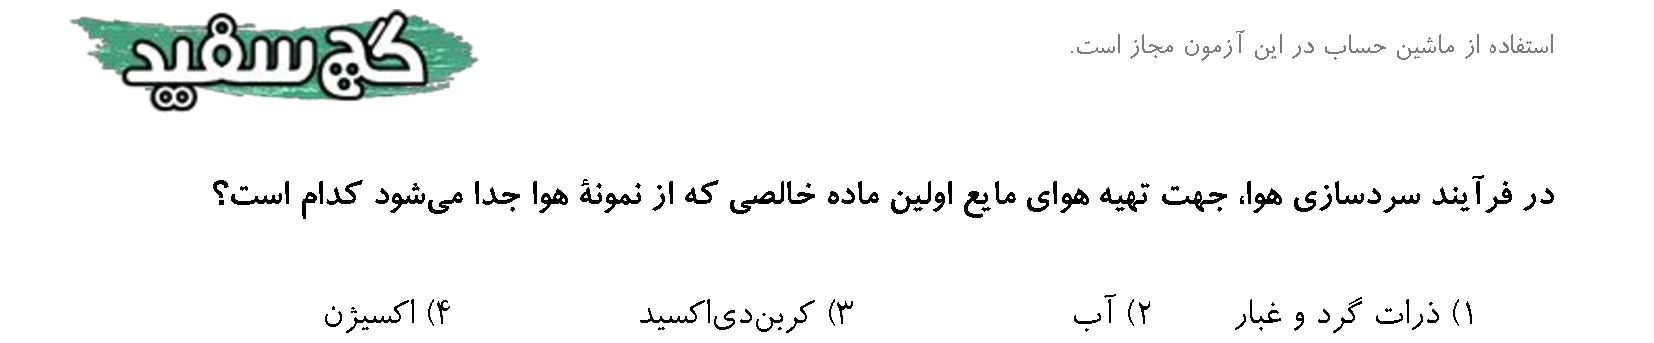 گچ سفید
استفاده از ماشین حساب در این آزمون مجاز است.
در فرآیند سردسازی هوا، جهت تهیه هوای مایع اولین ماده خالصی که از نمونهٔ هوا جدا می‌شود کدام است؟
۱) ذرات گرد و غبار ۲) آب ۳) کربن‌دی‌اکسید ۴) اکسیژن